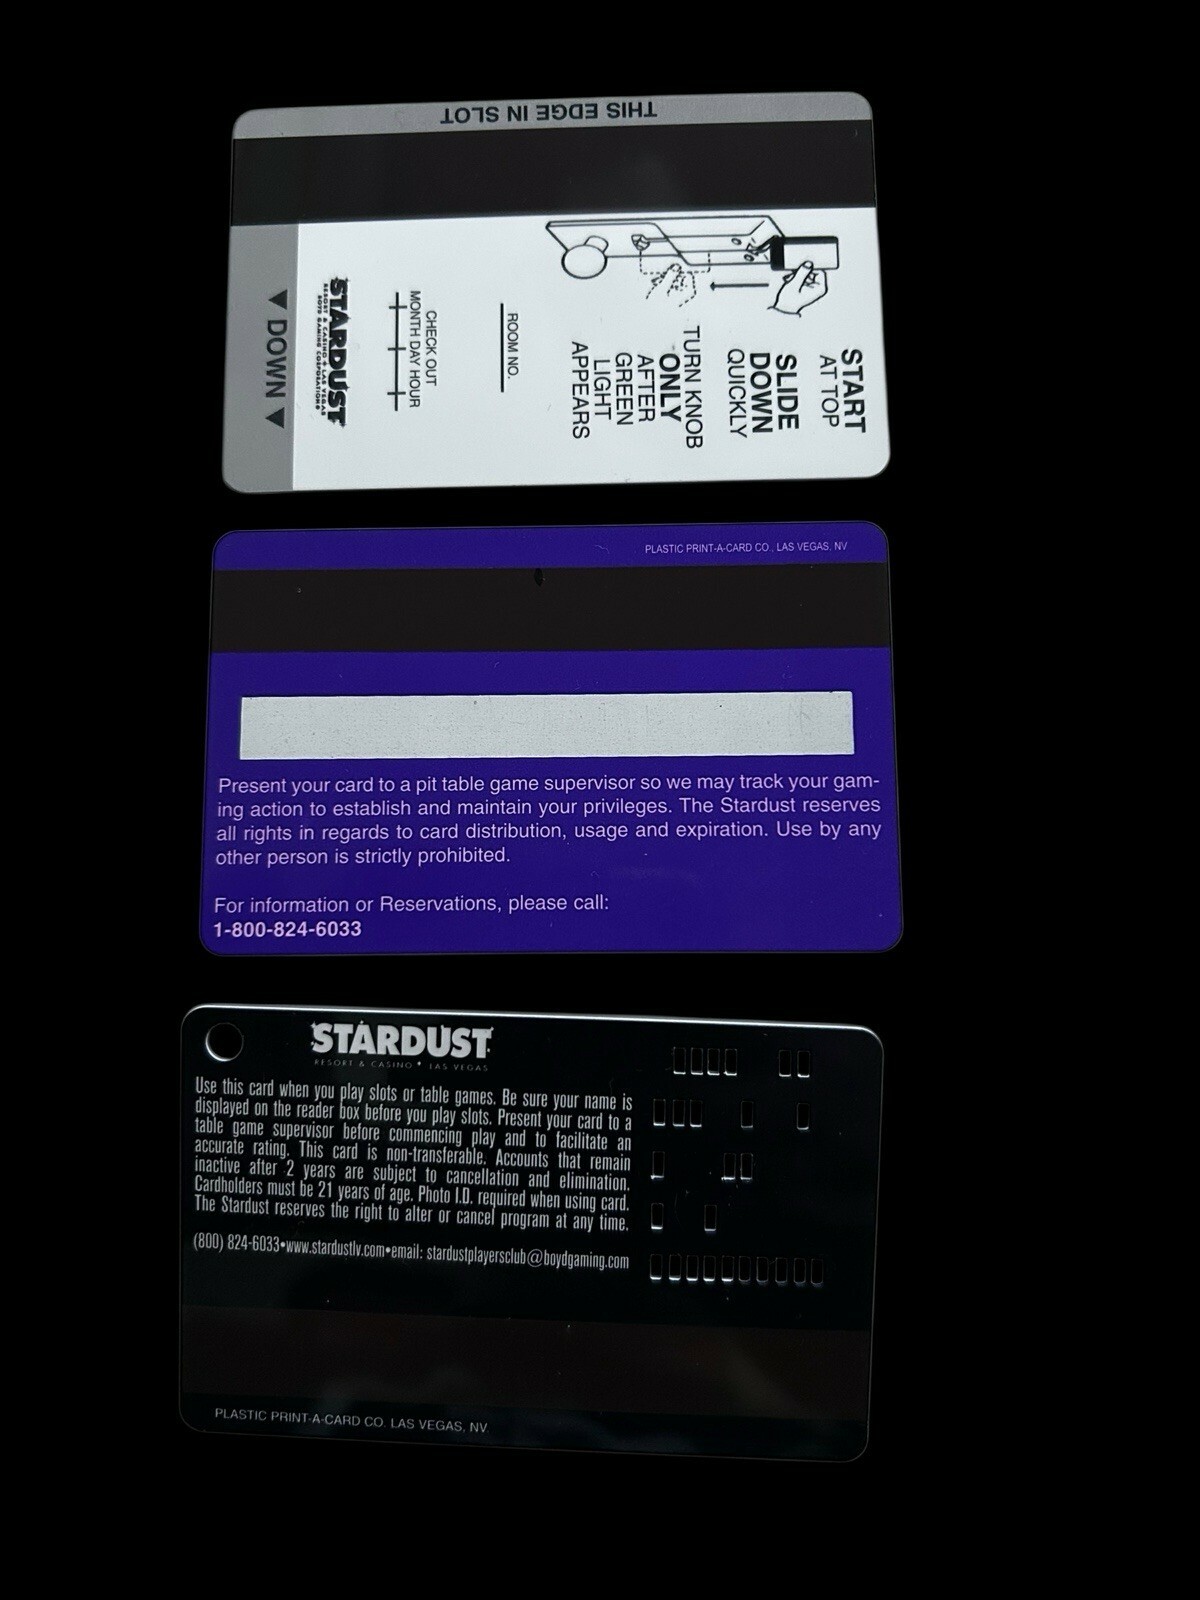 THIS EDGE IN SLOT
START
AT TOP
SLIDE
DOWN
QUICKLY
TURN KNOB
ONLY
AFTER
GREEN
LIGHT
APPEARS
ROOM NO.
CHECK OUT
MONTH DAY HOUR
STARDUST
RESORT & CASINO • LAS VEGAS
BOYD GAMING CORPORATION®
▼ DOWN ▼
PLASTIC PRINT-A-CARD CO., LAS VEGAS, NV
Present your card to a pit table game supervisor so we may track your gam-
ing action to establish and maintain your privileges. The Stardust reserves
all rights in regards to card distribution, usage and expiration. Use by any
other person is strictly prohibited.
For information or Reservations, please call:
1-800-824-6033
STARDUST
RESORT & CASINO • LAS VEGAS
Use this card when you play slots or table games. Be sure your name is
displayed on the reader box before you play slots. Present your card to a
table game supervisor before commencing play and to facilitate an
accurate rating. This card is non-transferable. Accounts that remain
inactive after 2 years are subject to cancellation and elimination.
Cardholders must be 21 years of age. Photo I.D. required when using card.
The Stardust reserves the right to alter or cancel program at any time.
(800) 824-6033•www.stardustlv.com•email: stardustplayersclub@boydgaming.com
PLASTIC PRINT-A-CARD CO. LAS VEGAS, NV